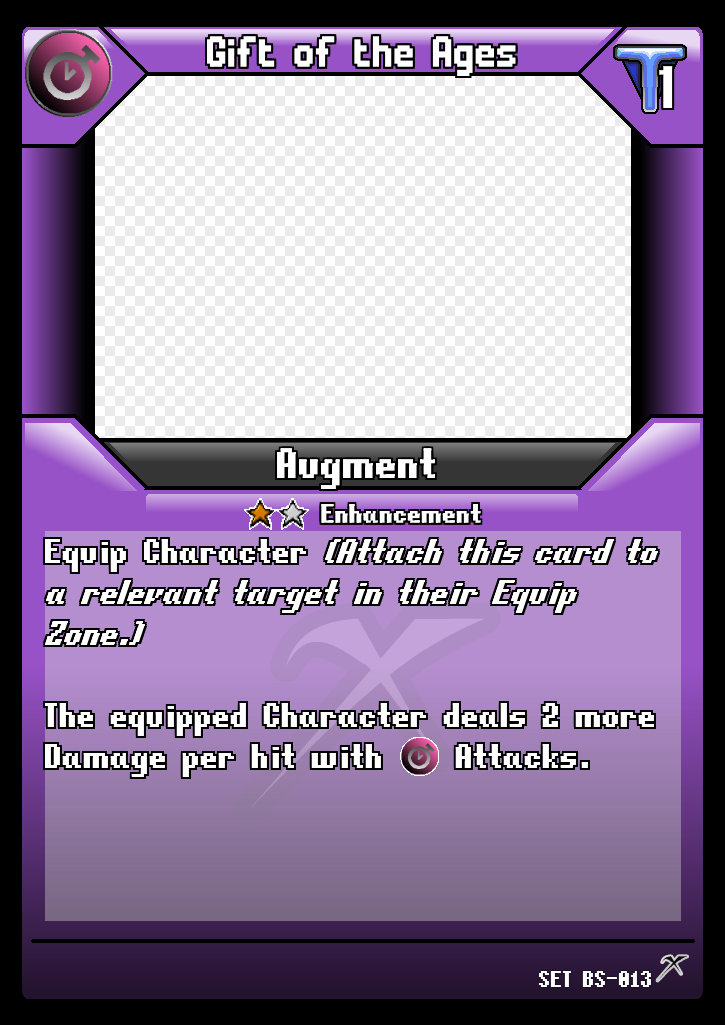 Gift of the Ages
1
Augment
Enhancement
Equip Character (Attach this card to
a relevant target in their Equip
Zone.)
The equipped Character deals 2 more
Damage per hit with Attacks.
SET BS-013